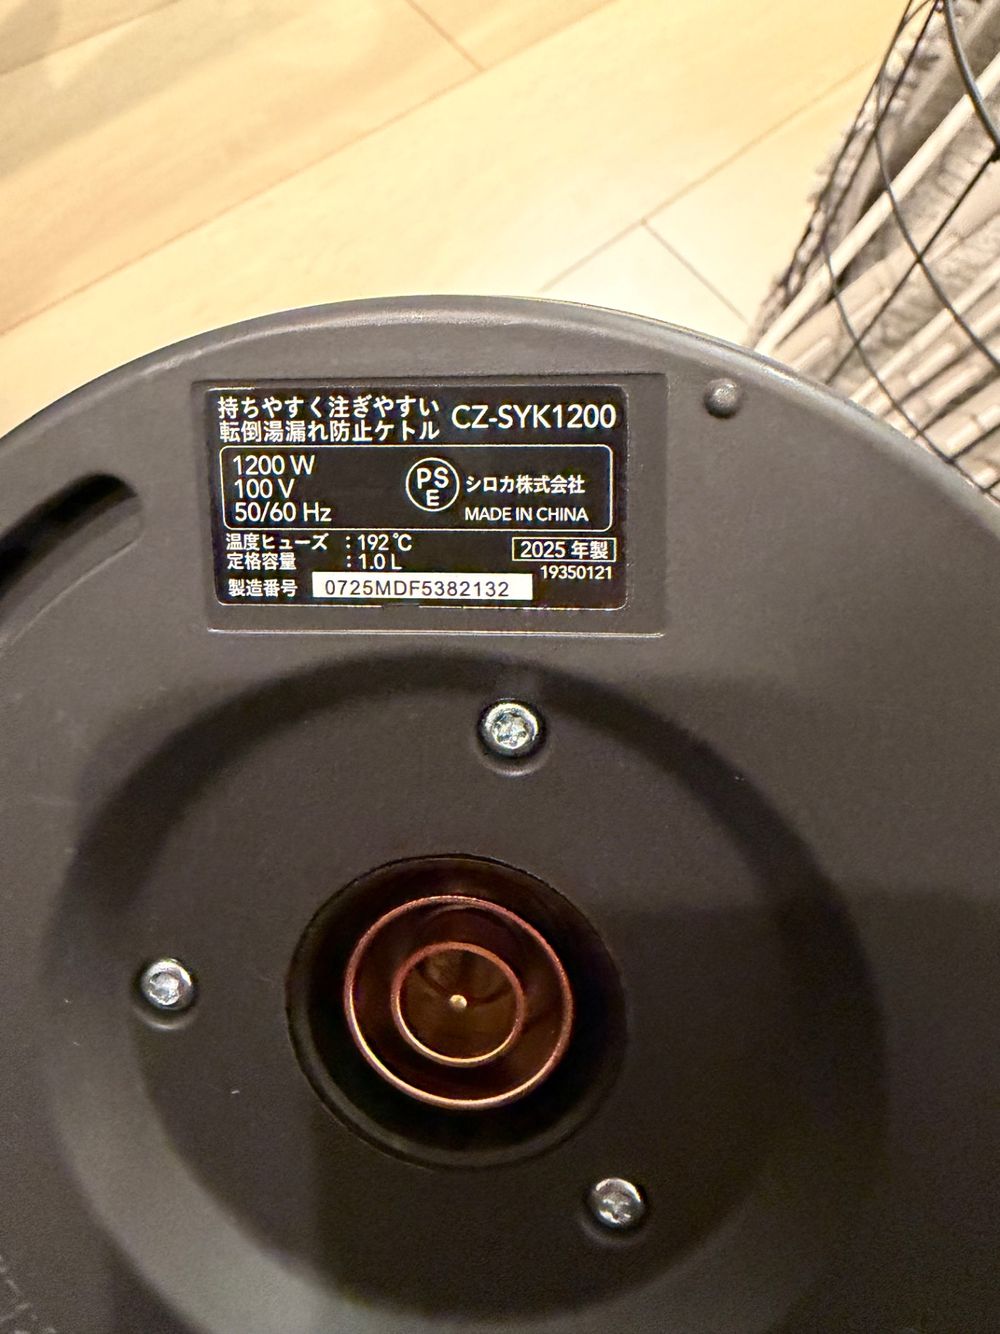 持ちやすく注ぎやすい
転倒湯漏れ防止ケトル CZ-SYK1200
1200 W
100 V
50/60 Hz
PS
E
シロカ株式会社
MADE IN CHINA
温度ヒューズ : 192℃
定格容量 : 1.0 L
2025 年製
19350121
製造番号 0725MDF5382132